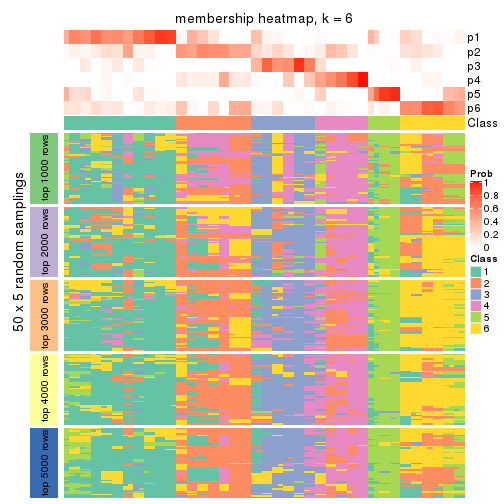 membership heatmap, k = 6
p1
p2
p3
p4
p5
p6
Class
50 x 5 random samplings
top 1000 rows
top 2000 rows
top 3000 rows
top 4000 rows
top 5000 rows
Prob
1
0.8
0.6
0.4
0.2
0
Class
1
2
3
4
5
6